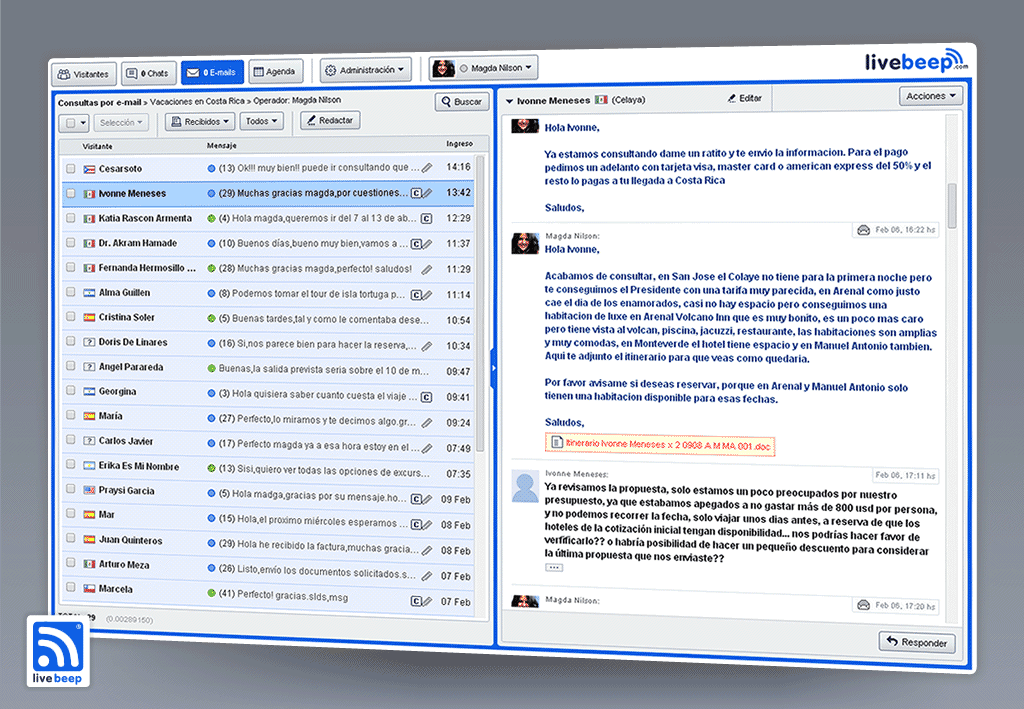 Visitantes
0 Chats
0 E-mails
Agenda
Administración
Magda Nilson
livebeep.com
Consultas por e-mail » Vacaciones en Costa Rica » Operador: Magda Nilson
Buscar
Selección
Recibidos
Todos
Redactar
Visitante Mensaje Ingreso
Cesarsoto (13) Ok!!! muy bien!! puede ir consultando que ... 14:16
Ivonne Meneses (29) Muchas gracias magda,por cuestiones... C 13:42
Katia Rascon Armenta (4) Hola magda,queremos ir del 7 al 13 de ab... C 12:29
Dr. Akram Hamade (10) Buenos días,bueno muy bien,vamos a ... C 11:37
Fernanda Hermosillo ... (28) Muchas gracias magda,perfecto! saludos! 11:29
Alma Guillen (8) Podemos tomar el tour de isla tortuga p... C 11:14
Cristina Soler (5) Buenas tardes,tal y como le comentaba dese... 10:54
Doris De Linares (16) Si,nos parece bien para hacer la reserva,... 10:34
Angel Parareda Buenas,la salida prevista seria sobre el 10 de m... 09:47
Georgina (3) Hola quisiera saber cuanto cuesta el viaje ... C 09:41
María (27) Perfecto,lo miramos y te decimos algo.gr... 09:24
Carlos Javier (17) Perfecto magda ya a esa hora estoy en el ... 07:49
Erika Es Mi Nombre (13) Sisi,quiero ver todas las opciones de excurs... 07:35
Praysi Garcia (5) Hola madga,gracias por su mensaje.ho... C 09 Feb
Mar (15) Hola,el proximo miércoles esperamos ... C 08 Feb
Juan Quinteros (29) Hola he recibido la factura,muchas gracia... 08 Feb
Arturo Meza (26) Listo,envío los documentos solicitados.s... 07 Feb
Marcela (41) Perfecto! gracias.slds,msg C 07 Feb
(0.00289150)
Ivonne Meneses (Celaya)
Editar
Acciones
Hola Ivonne,
Ya estamos consultando dame un ratito y te envio la informacion. Para el pago
pedimos un adelanto con tarjeta visa, master card o american express del 50% y el
resto lo pagas a tu llegada a Costa Rica
Saludos,
Magda Nilson:
Feb 06, 16:22 hs
Hola Ivonne,
Acabamos de consultar, en San Jose el Colaye no tiene para la primera noche pero
te conseguimos el Presidente con una tarifa muy parecida, en Arenal como justo
cae el dia de los enamorados, casi no hay espacio pero conseguimos una
habitacion de luxe en Arenal Volcano Inn que es muy bonito, es un poco mas caro
pero tiene vista al volcan, piscina, jacuzzi, restaurante, las habitaciones son amplias
y muy comodas, en Monteverde el hotel tiene espacio y en Manuel Antonio tambien.
Aqui te adjunto el itinerario para que veas como quedaria.
Por favor avisame si deseas reservar, porque en Arenal y Manuel Antonio solo
tienen una habitacion disponible para esas fechas.
Saludos,
Itinerario Ivonne Meneses x 2 0908 A M MA 001.doc
Ivonne Meneses:
Feb 06, 17:11 hs
Ya revisamos la propuesta, solo estamos un poco preocupados por nuestro
presupuesto, ya que estabamos apegados a no gastar más de 800 usd por persona,
y no podemos recorrer la fecha, solo viajar unos dias antes, a reserva de que los
hoteles de la cotización inicial tengan disponibilidad... nos podrías hacer favor de
verificarlo?? o habría posibilidad de hacer un pequeño descuento para considerar
la última propuesta que nos enviaste??
...
Magda Nilson:
Feb 06, 17:20 hs
Responder
live beep